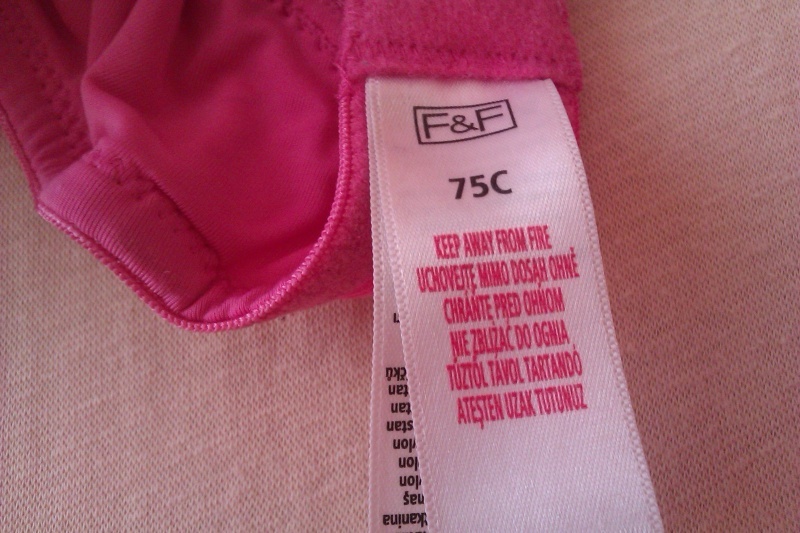 F&F
75C
KEEP AWAY FROM FIRE
UCHOVEJTE MIMO DOSAH OHNĚ
CHRÁŇTE PRED OHNOM
NIE ZBLIŻAĆ DO OGNIA
TŰZTŐL TÁVOL TARTANDÓ
ATEŞTEN UZAK TUTUNUZ